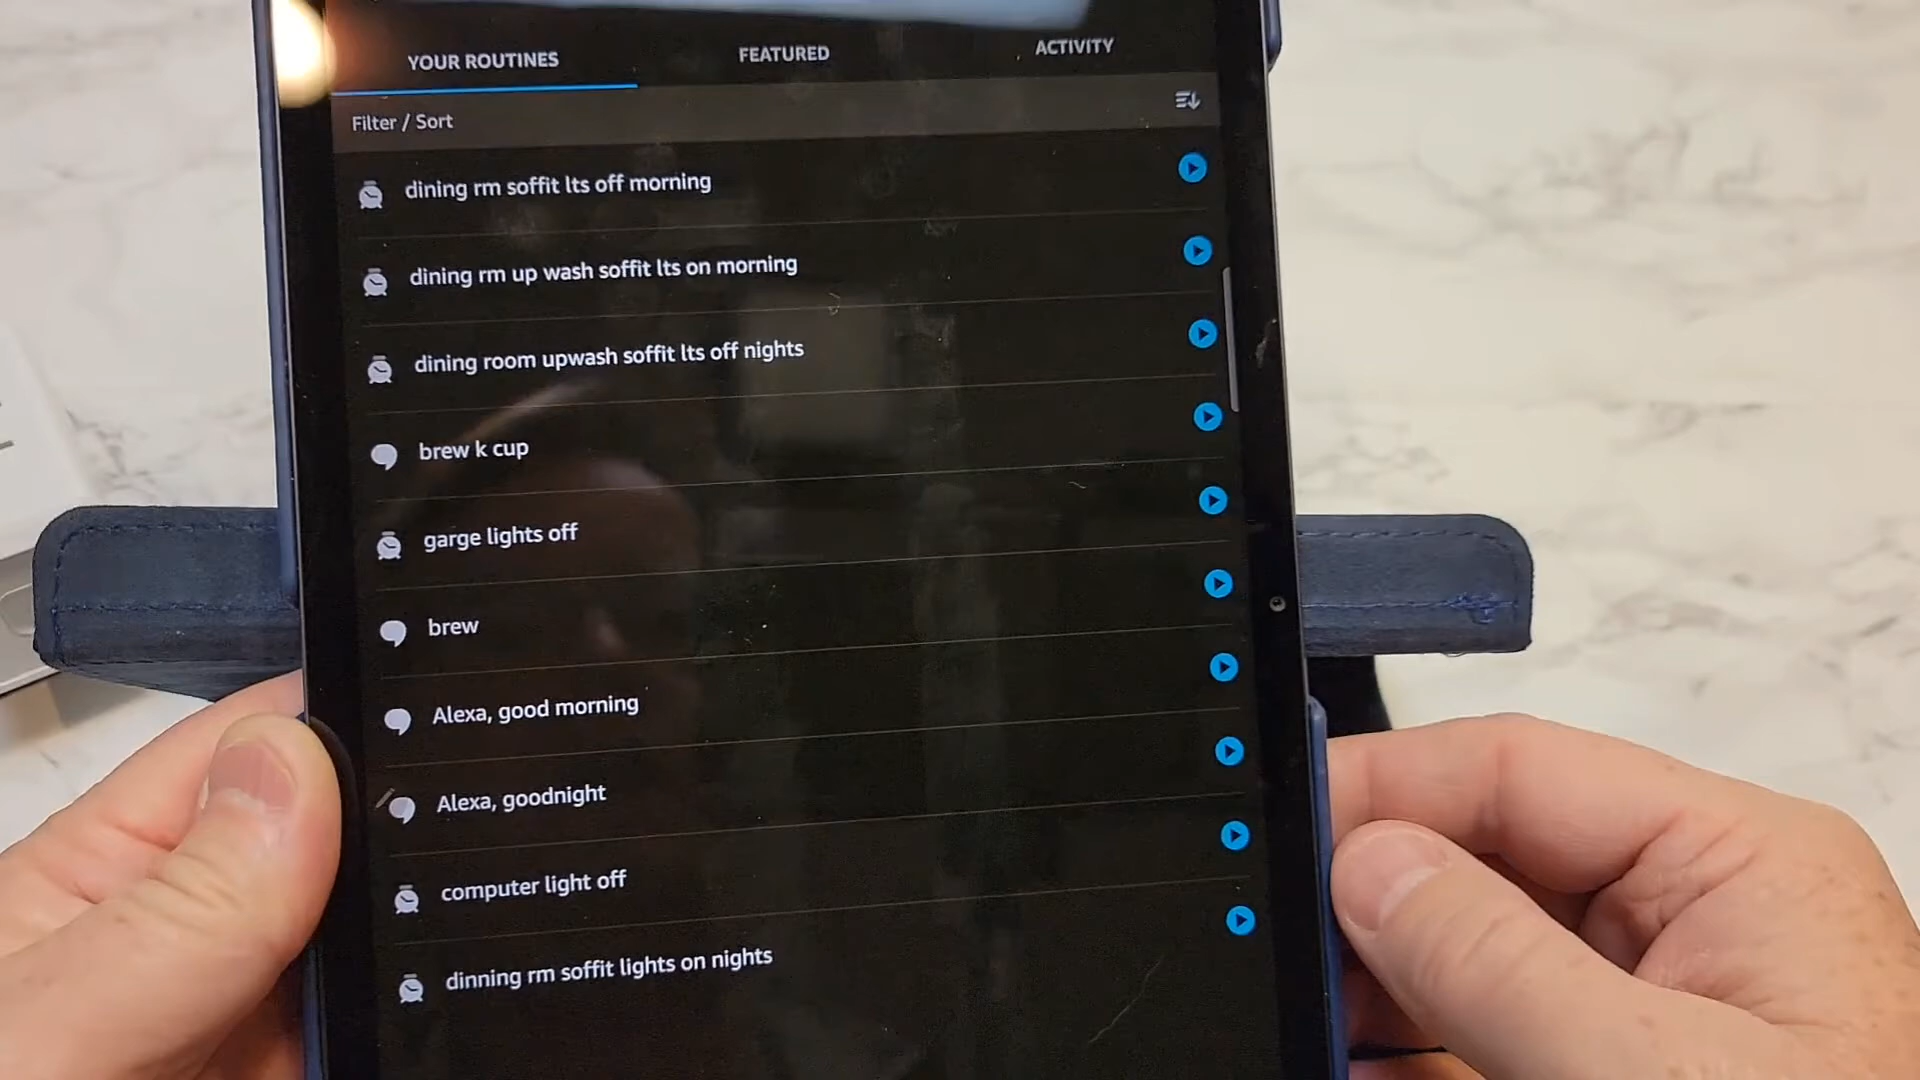 YOUR ROUTINES
FEATURED
ACTIVITY
Filter / Sort
dining rm soffit lts off morning
dining rm up wash soffit lts on morning
dining room upwash soffit lts off nights
brew k cup
garge lights off
brew
Alexa, good morning
Alexa, goodnight
computer light off
dinning rm soffit lights on nights